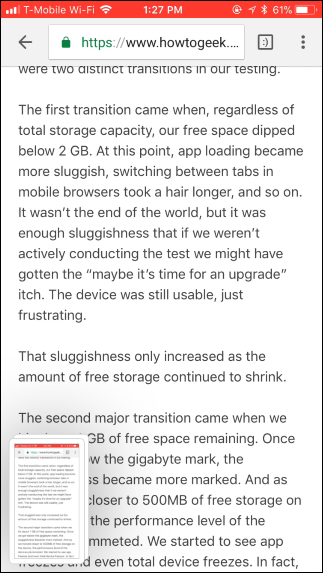 T-Mobile Wi-Fi 1:27 PM 61%
https://www.howtogeek.... :)
were two distinct transitions in our testing.
The first transition came when, regardless of
total storage capacity, our free space dipped
below 2 GB. At this point, app loading became
more sluggish, switching between tabs in
mobile browsers took a hair longer, and so on.
It wasn’t the end of the world, but it was
enough sluggishness that if we weren’t
actively conducting the test we might have
gotten the “maybe it’s time for an upgrade”
itch. The device was still usable, just
frustrating.
That sluggishness only increased as the
amount of free storage continued to shrink.
The second major transition came when we
GB of free space remaining. Once
w the gigabyte mark, the
ss became more marked. And as
closer to 500MB of free storage on
the performance level of the
mmeted. We started to see app
freezes and even total device freezes! In fact,